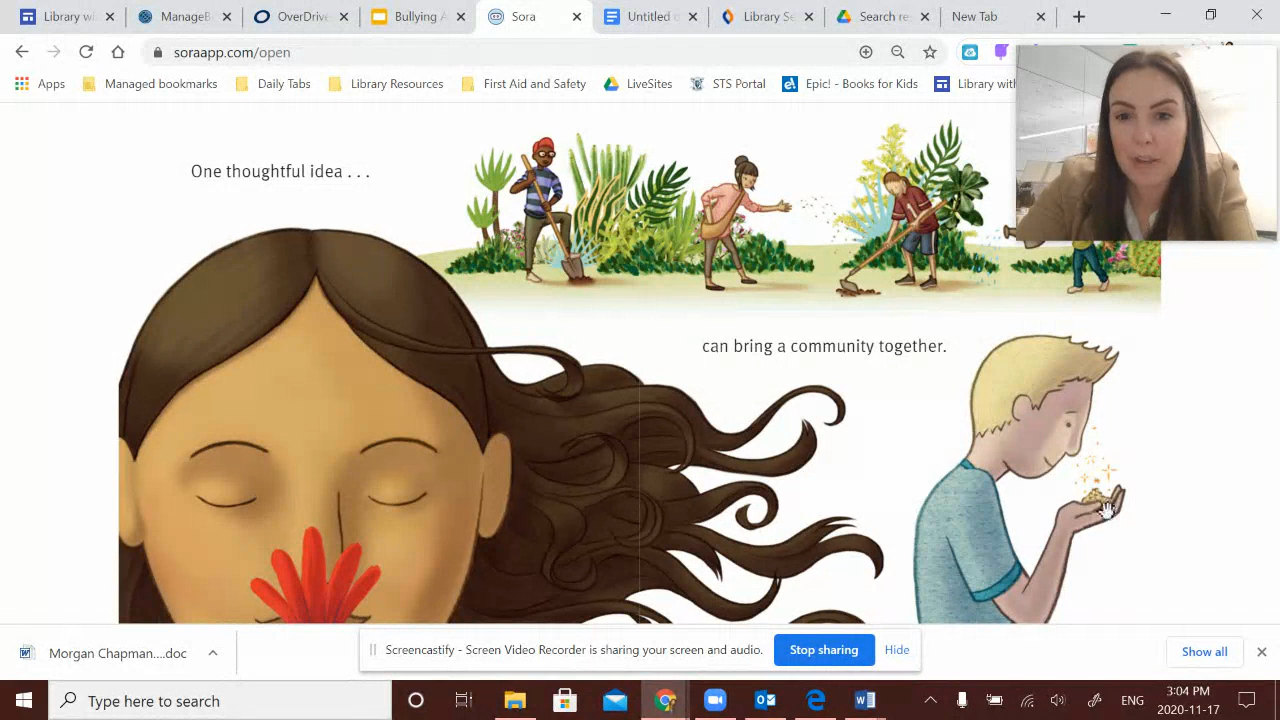 Library wi
ManageB
OverDrive
Bullying A
Sora
Untitled d
Library Se
Search re
New Tab
soraapp.com/open
Apps
Managed bookmarks
Daily Tabs
Library Resources
First Aid and Safety
LiveSites
STS Portal
Epic! - Books for Kids
Library with
One thoughtful idea . . .
can bring a community together.
Morgan Chapman....doc
Screencastify - Screen Video Recorder is sharing your screen and audio.
Stop sharing
Hide
Show all
Type here to search
ENG
3:04 PM
2020-11-17